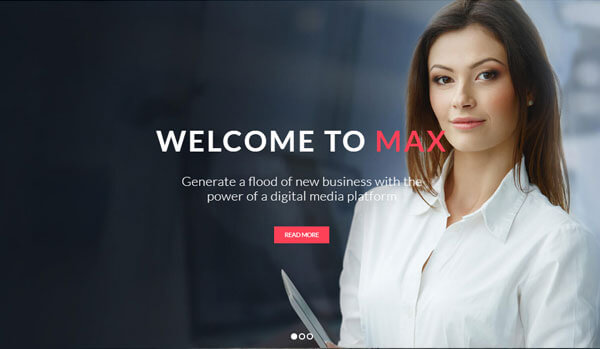 WELCOME TO MAX
Generate a flood of new business with the
power of a digital media platform.
READ MORE